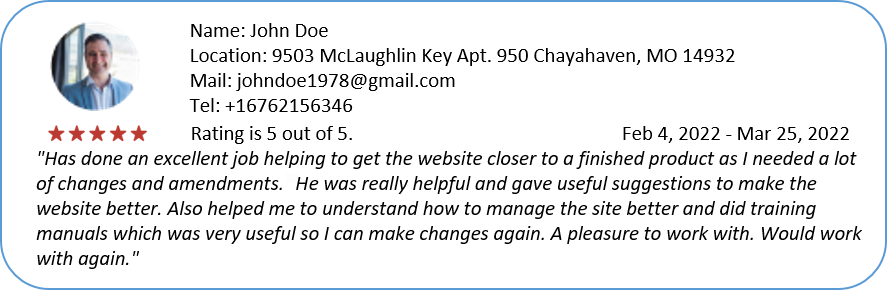 Name: John Doe
Location: 9503 McLaughlin Key Apt. 950 Chayahaven, MO 14932
Mail: johndoe1978@gmail.com
Tel: +16762156346
Rating is 5 out of 5. Feb 4, 2022 - Mar 25, 2022
"Has done an excellent job helping to get the website closer to a finished product as I needed a lot
of changes and amendments.  He was really helpful and gave useful suggestions to make the
website better. Also helped me to understand how to manage the site better and did training
manuals which was very useful so I can make changes again. A pleasure to work with. Would work
with again."